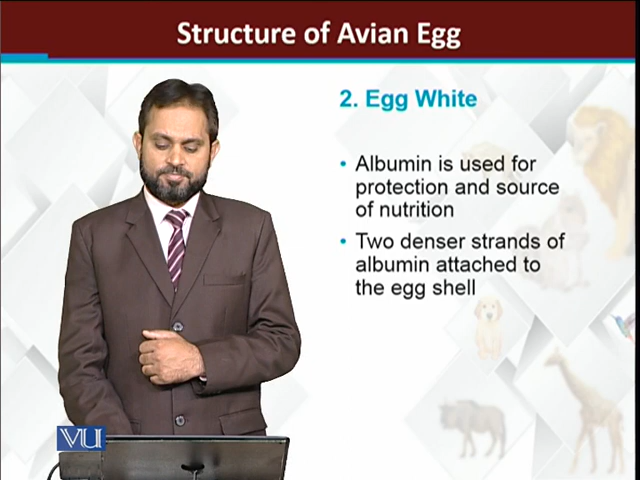 Structure of Avian Egg
2. Egg White
• Albumin is used for
protection and source
of nutrition
• Two denser strands of
albumin attached to
the egg shell
VU